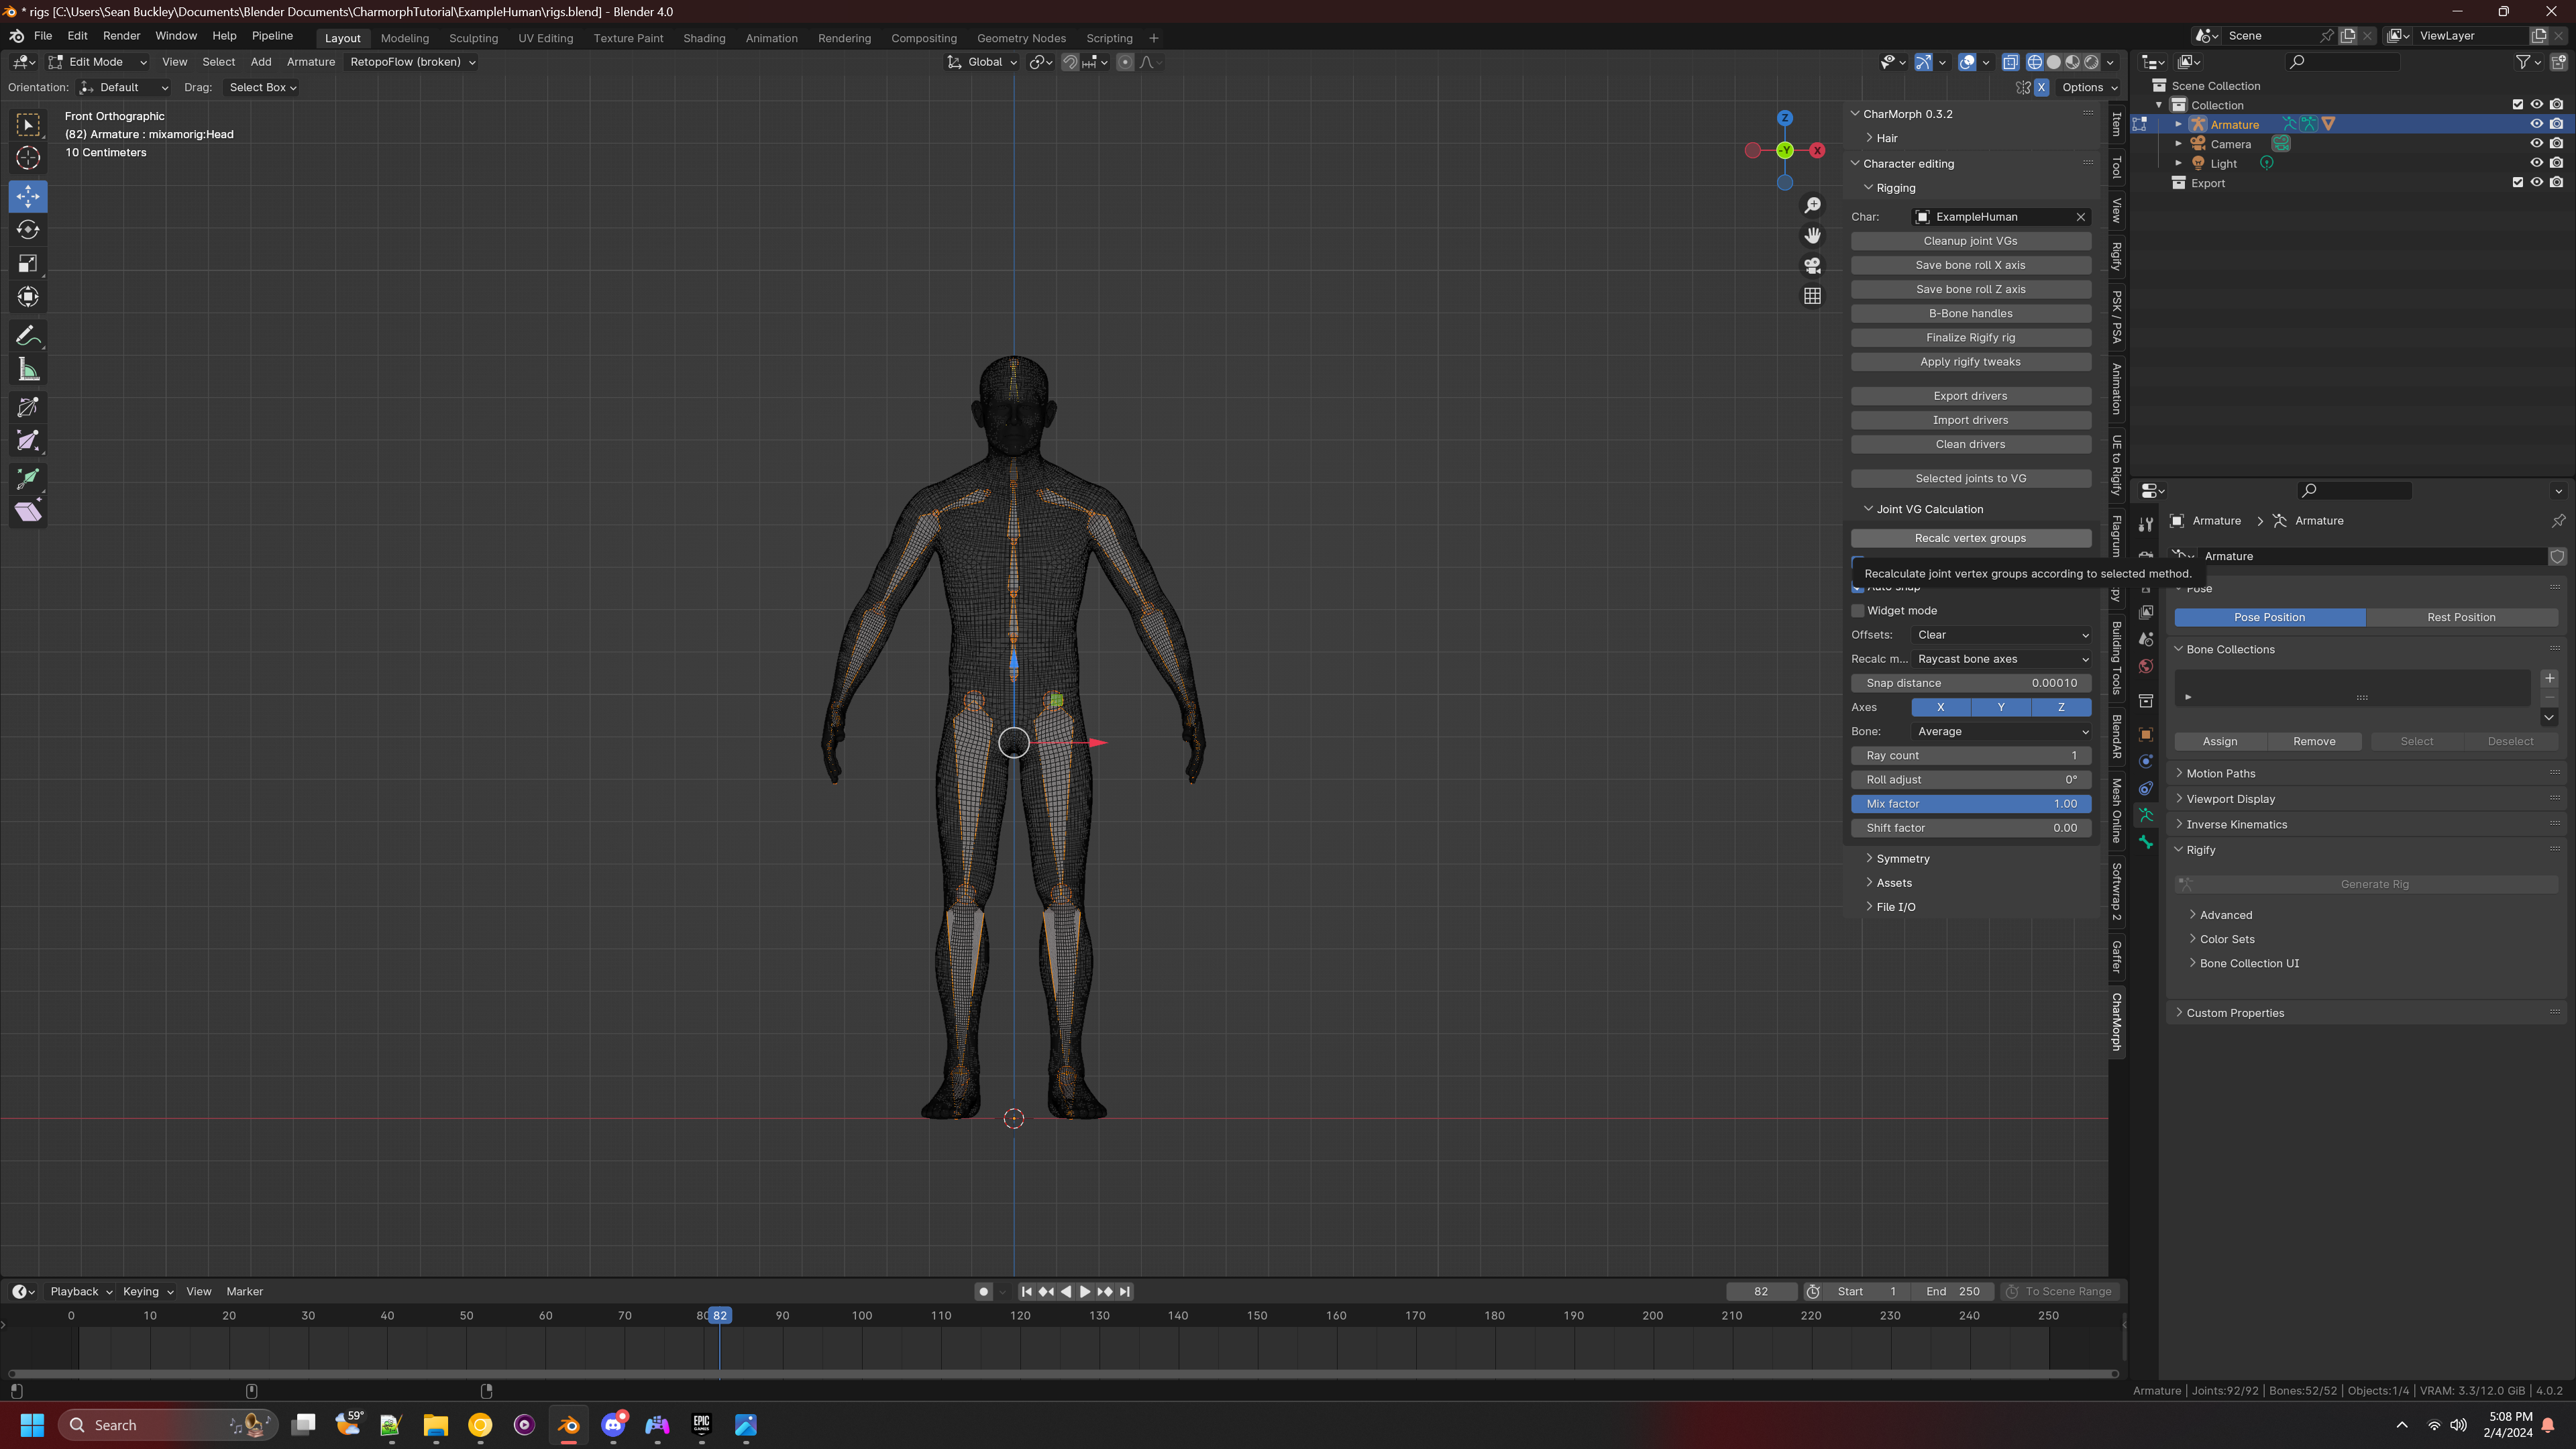 * rigs [C:\Users\Sean Buckley\Documents\Blender Documents\CharmorphTutorial\ExampleHuman\rigs.blend] - Blender 4.0
File Edit Render Window Help Pipeline
Layout Modeling Sculpting UV Editing Texture Paint Shading Animation Rendering Compositing Geometry Nodes Scripting +
Scene
ViewLayer
Edit Mode View Select Add Armature RetopoFlow (broken)
Global
Orientation: Default Drag: Select Box
X Options
Front Orthographic
(82) Armature : mixamorig:Head
10 Centimeters
Z
-Y
X
CharMorph 0.3.2
Hair
Character editing
Rigging
Char: ExampleHuman
Cleanup joint VGs
Save bone roll X axis
Save bone roll Z axis
B-Bone handles
Finalize Rigify rig
Apply rigify tweaks
Export drivers
Import drivers
Clean drivers
Selected joints to VG
Joint VG Calculation
Recalc vertex groups
Recalculate joint vertex groups according to selected method.
Auto snap
Widget mode
Offsets: Clear
Recalc m... Raycast bone axes
Snap distance 0.00010
Axes X Y Z
Bone: Average
Ray count 1
Roll adjust 0°
Mix factor 1.00
Shift factor 0.00
Symmetry
Assets
File I/O
Item
Tool
View
Rigify
PSK / PSA
Animation
UE to Rigify
Flagrum
py
Building Tools
BlendAR
Mesh Online
Softwrap 2
Gaffer
CharMorph
Scene Collection
Collection
Armature
Camera
Light
Export
Armature > Armature
Armature
Pose
Pose Position Rest Position
Bone Collections
Assign Remove Select Deselect
Motion Paths
Viewport Display
Inverse Kinematics
Rigify
Generate Rig
Advanced
Color Sets
Bone Collection UI
Custom Properties
Playback Keying View Marker
82 Start 1 End 250 To Scene Range
0 10 20 30 40 50 60 70 80 82 90 100 110 120 130 140 150 160 170 180 190 200 210 220 230 240 250
Armature | Joints:92/92 | Bones:52/52 | Objects:1/4 | VRAM: 3.3/12.0 GiB | 4.0.2
Search
59°
EPIC
GAMES
5:08 PM
2/4/2024